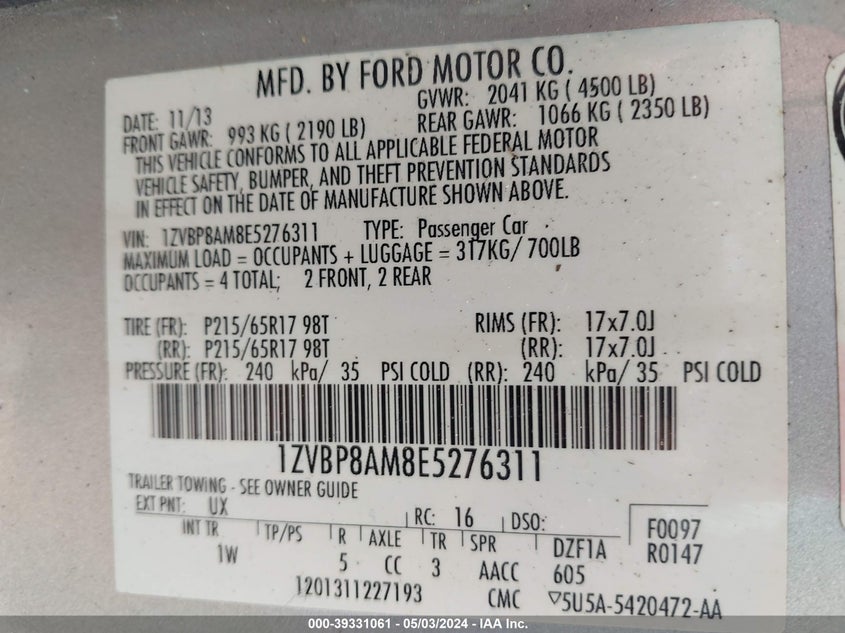 MFD. BY FORD MOTOR CO.
DATE: 11/13 GVWR: 2041 KG ( 4500 LB)
FRONT GAWR: 993 KG ( 2190 LB) REAR GAWR: 1066 KG ( 2350 LB)
THIS VEHICLE CONFORMS TO ALL APPLICABLE FEDERAL MOTOR
VEHICLE SAFETY, BUMPER, AND THEFT PREVENTION STANDARDS
IN EFFECT ON THE DATE OF MANUFACTURE SHOWN ABOVE.
VIN: 1ZVBP8AM8E5276311 TYPE: Passenger Car
MAXIMUM LOAD = OCCUPANTS + LUGGAGE = 317KG/ 700LB
OCCUPANTS = 4 TOTAL; 2 FRONT, 2 REAR
TIRE (FR): P215/65R17 98T RIMS (FR): 17x7.0J
(RR): P215/65R17 98T (RR): 17x7.0J
PRESSURE (FR): 240 kPa/ 35 PSI COLD (RR): 240 kPa/ 35 PSI COLD
1ZVBP8AM8E5276311
TRAILER TOWING - SEE OWNER GUIDE
EXT PNT: UX RC: 16 DSO: F0097
INT TR TP/PS R AXLE TR SPR DZF1A R0147
1W 5 CC 3 AACC 605
1201311227193 CMC ▽5U5A-5420472-AA
000-39331061 - 05/03/2024 - IAA Inc.